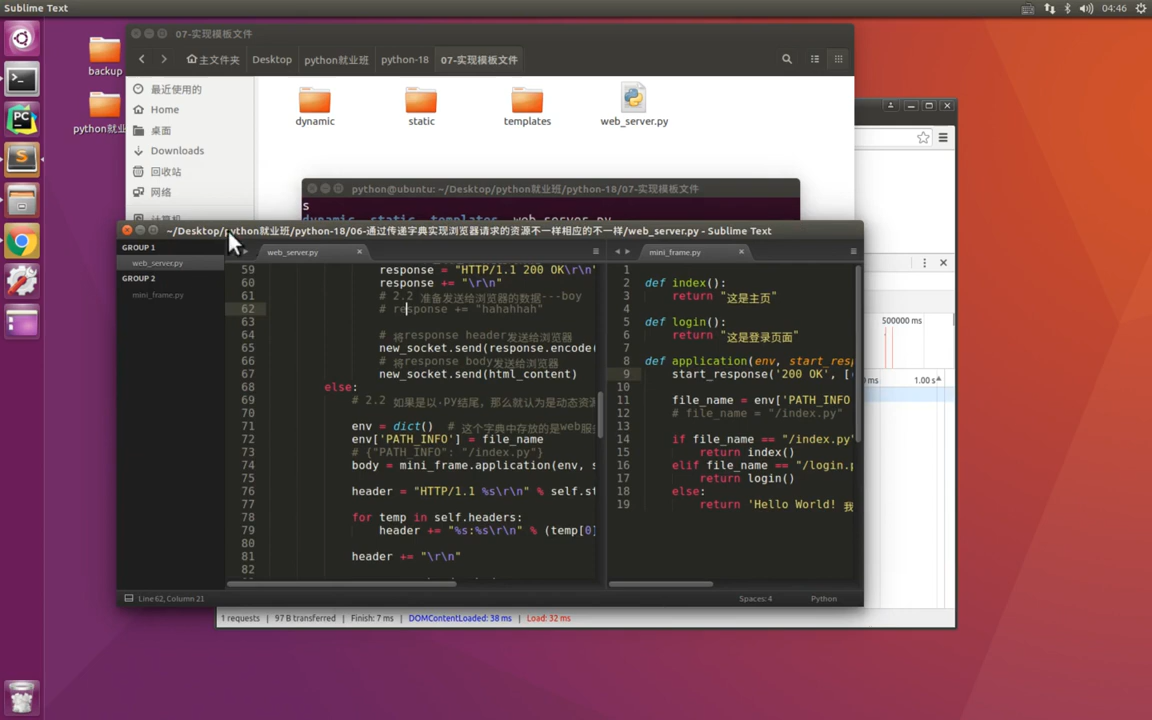 Sublime Text
04:46
backup
python就业
07-实现模板文件
主文件夹
Desktop
python就业班
python-18
07-实现模板文件
最近使用的
Home
桌面
Downloads
回收站
网络
dynamic
static
templates
web_server.py
python@ubuntu: ~/Desktop/python就业班/python-18/07-实现模板文件
s
dynamic static templates web_server.py
~/Desktop/python就业班/python-18/06-通过传递字典实现浏览器请求的资源不一样相应的不一样/web_server.py - Sublime Text
GROUP 1
web_server.py
GROUP 2
mini_frame.py
web_server.py
59 response = "HTTP/1.1 200 OK\r\n"
60 response += "\r\n"
61 # 2.2 准备发送给浏览器的数据---boy
62 # response += "hahahhah"
63
64 # 将response header发送给浏览器
65 new_socket.send(response.encode(
66 # 将response body发送给浏览器
67 new_socket.send(html_content)
68 else:
69 # 2.2 如果是以.py结尾，那么就认为是动态资源
70
71 env = dict() # 这个字典中存放的是web服
72 env['PATH_INFO'] = file_name
73 # {"PATH_INFO": "/index.py"}
74 body = mini_frame.application(env, s
75
76 header = "HTTP/1.1 %s\r\n" % self.st
77
78 for temp in self.headers:
79 header += "%s:%s\r\n" % (temp[0]
80
81 header += "\r\n"
82
mini_frame.py
1
2 def index():
3 return "这是主页"
4
5 def login():
6 return "这是登录页面"
7
8 def application(env, start_resp
9 start_response('200 OK', [
10
11 file_name = env['PATH_INFO
12 # file_name = "/index.py"
13
14 if file_name == "/index.py"
15 return index()
16 elif file_name == "/login.p
17 return login()
18 else:
19 return 'Hello World! 我
Line 62, Column 21
Spaces: 4
Python
500000 ms
ms
1.00 s
1 requests | 97 B transferred | Finish: 7 ms | DOMContentLoaded: 38 ms | Load: 32 ms